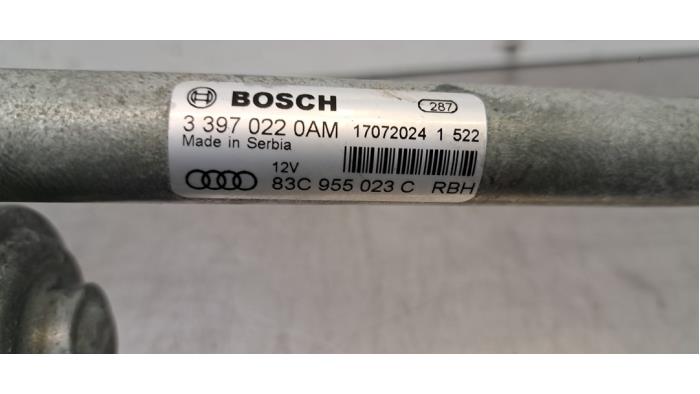 BOSCH 287
3 397 022 0AM 17072024 1 522
Made in Serbia
12V
83C 955 023 C RBH